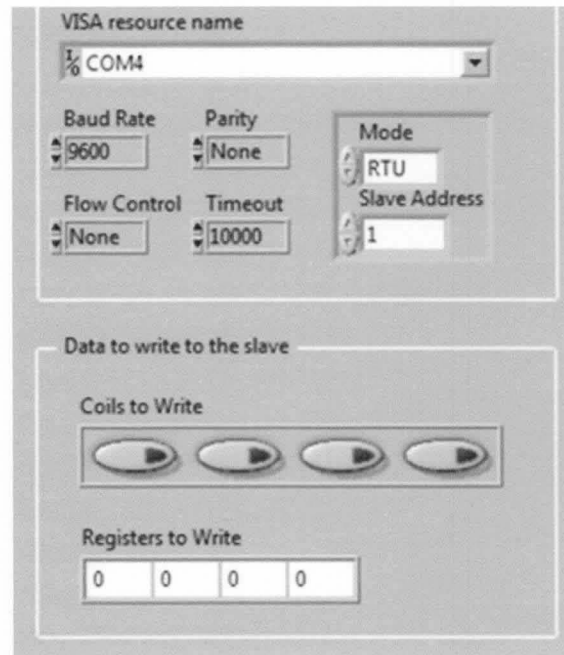 VISA resource name
I/O COM4
Baud Rate Parity
9600 None
Mode
RTU
Flow Control Timeout
None 10000
Slave Address
1
Data to write to the slave
Coils to Write
Registers to Write
0 0 0 0